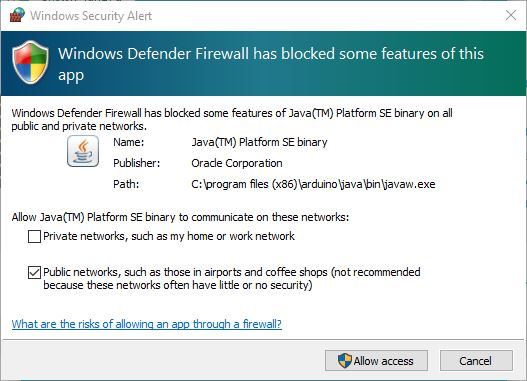 Windows Security Alert
Windows Defender Firewall has blocked some features of this
app
Windows Defender Firewall has blocked some features of Java(TM) Platform SE binary on all
public and private networks.
Name: Java(TM) Platform SE binary
Publisher: Oracle Corporation
Path: C:\program files (x86)\arduino\java\bin\javaw.exe
Allow Java(TM) Platform SE binary to communicate on these networks:
Private networks, such as my home or work network
Public networks, such as those in airports and coffee shops (not recommended
because these networks often have little or no security)
What are the risks of allowing an app through a firewall?
Allow access Cancel